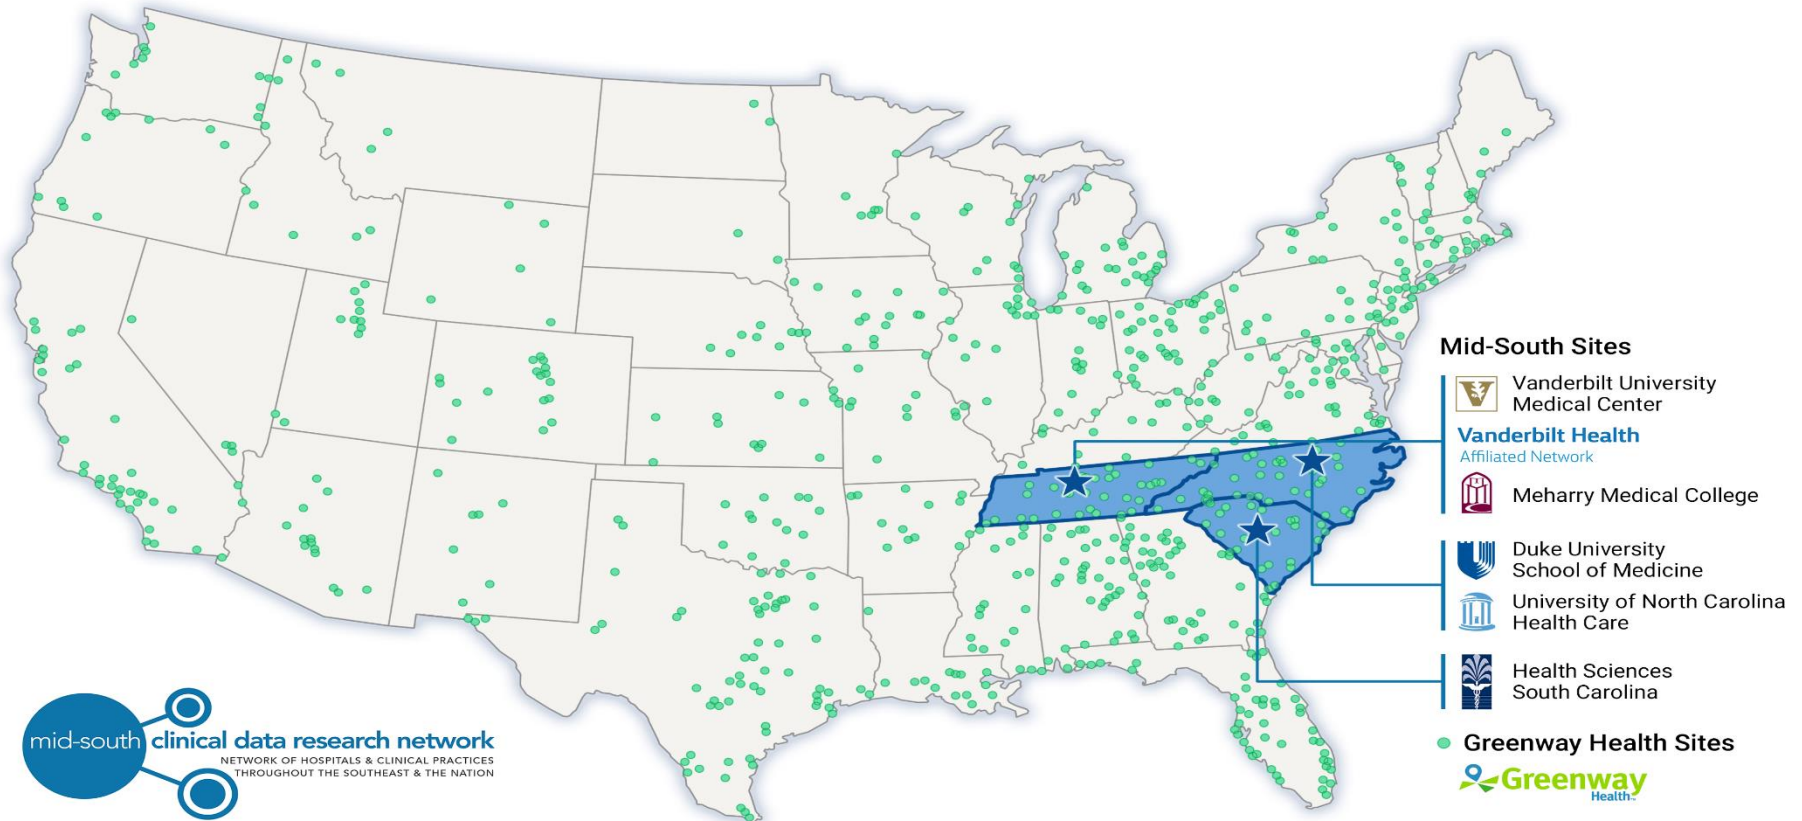 Mid-South Sites
Vanderbilt University
Medical Center
Vanderbilt Health
Affiliated Network
Meharry Medical College
Duke University
School of Medicine
University of North Carolina
Health Care
Health Sciences
South Carolina
Greenway Health Sites
Greenway
Health
mid-south clinical data research network
NETWORK OF HOSPITALS & CLINICAL PRACTICES
THROUGHOUT THE SOUTHEAST & THE NATION